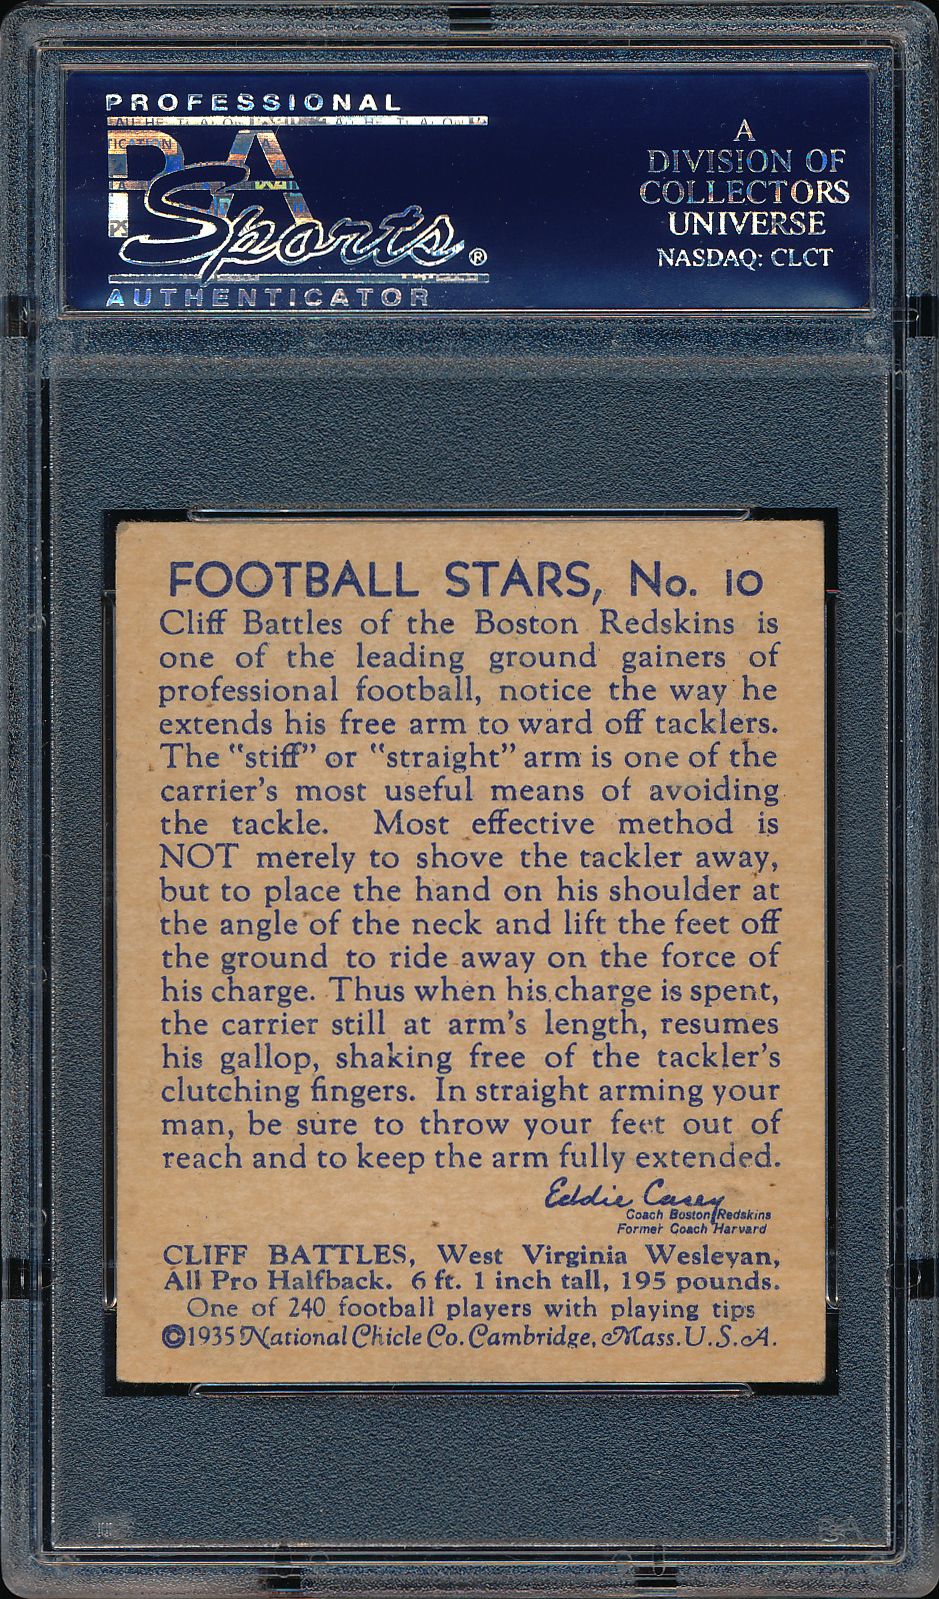 PROFESSIONAL
PSA
Sports®
AUTHENTICATOR
A
DIVISION OF
COLLECTORS
UNIVERSE
NASDAQ: CLCT
FOOTBALL STARS, No. 10
Cliff Battles of the Boston Redskins is
one of the leading ground gainers of
professional football, notice the way he
extends his free arm to ward off tacklers.
The "stiff" or "straight" arm is one of the
carrier's most useful means of avoiding
the tackle. Most effective method is
NOT merely to shove the tackler away,
but to place the hand on his shoulder at
the angle of the neck and lift the feet off
the ground to ride away on the force of
his charge. Thus when his charge is spent,
the carrier still at arm's length, resumes
his gallop, shaking free of the tackler's
clutching fingers. In straight arming your
man, be sure to throw your feet out of
reach and to keep the arm fully extended.
Eddie Casey
Coach Boston Redskins
Former Coach Harvard
CLIFF BATTLES, West Virginia Wesleyan,
All Pro Halfback. 6 ft. 1 inch tall, 195 pounds.
One of 240 football players with playing tips
©1935 National Chicle Co. Cambridge, Mass. U.S.A.